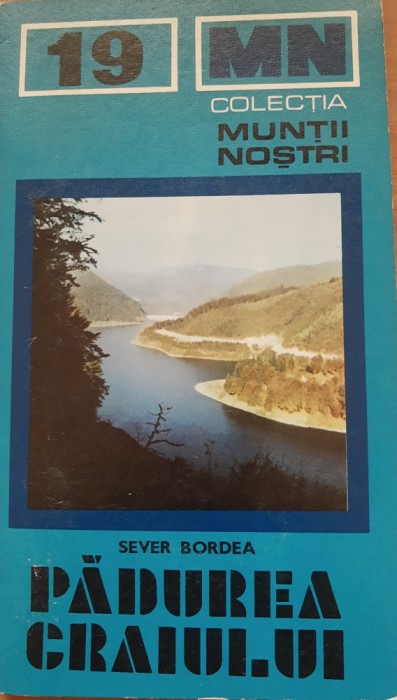 19
MN
COLECȚIA
MUNȚII
NOȘTRI
SEVER BORDEA
PĂDUREA
CRAIULUI